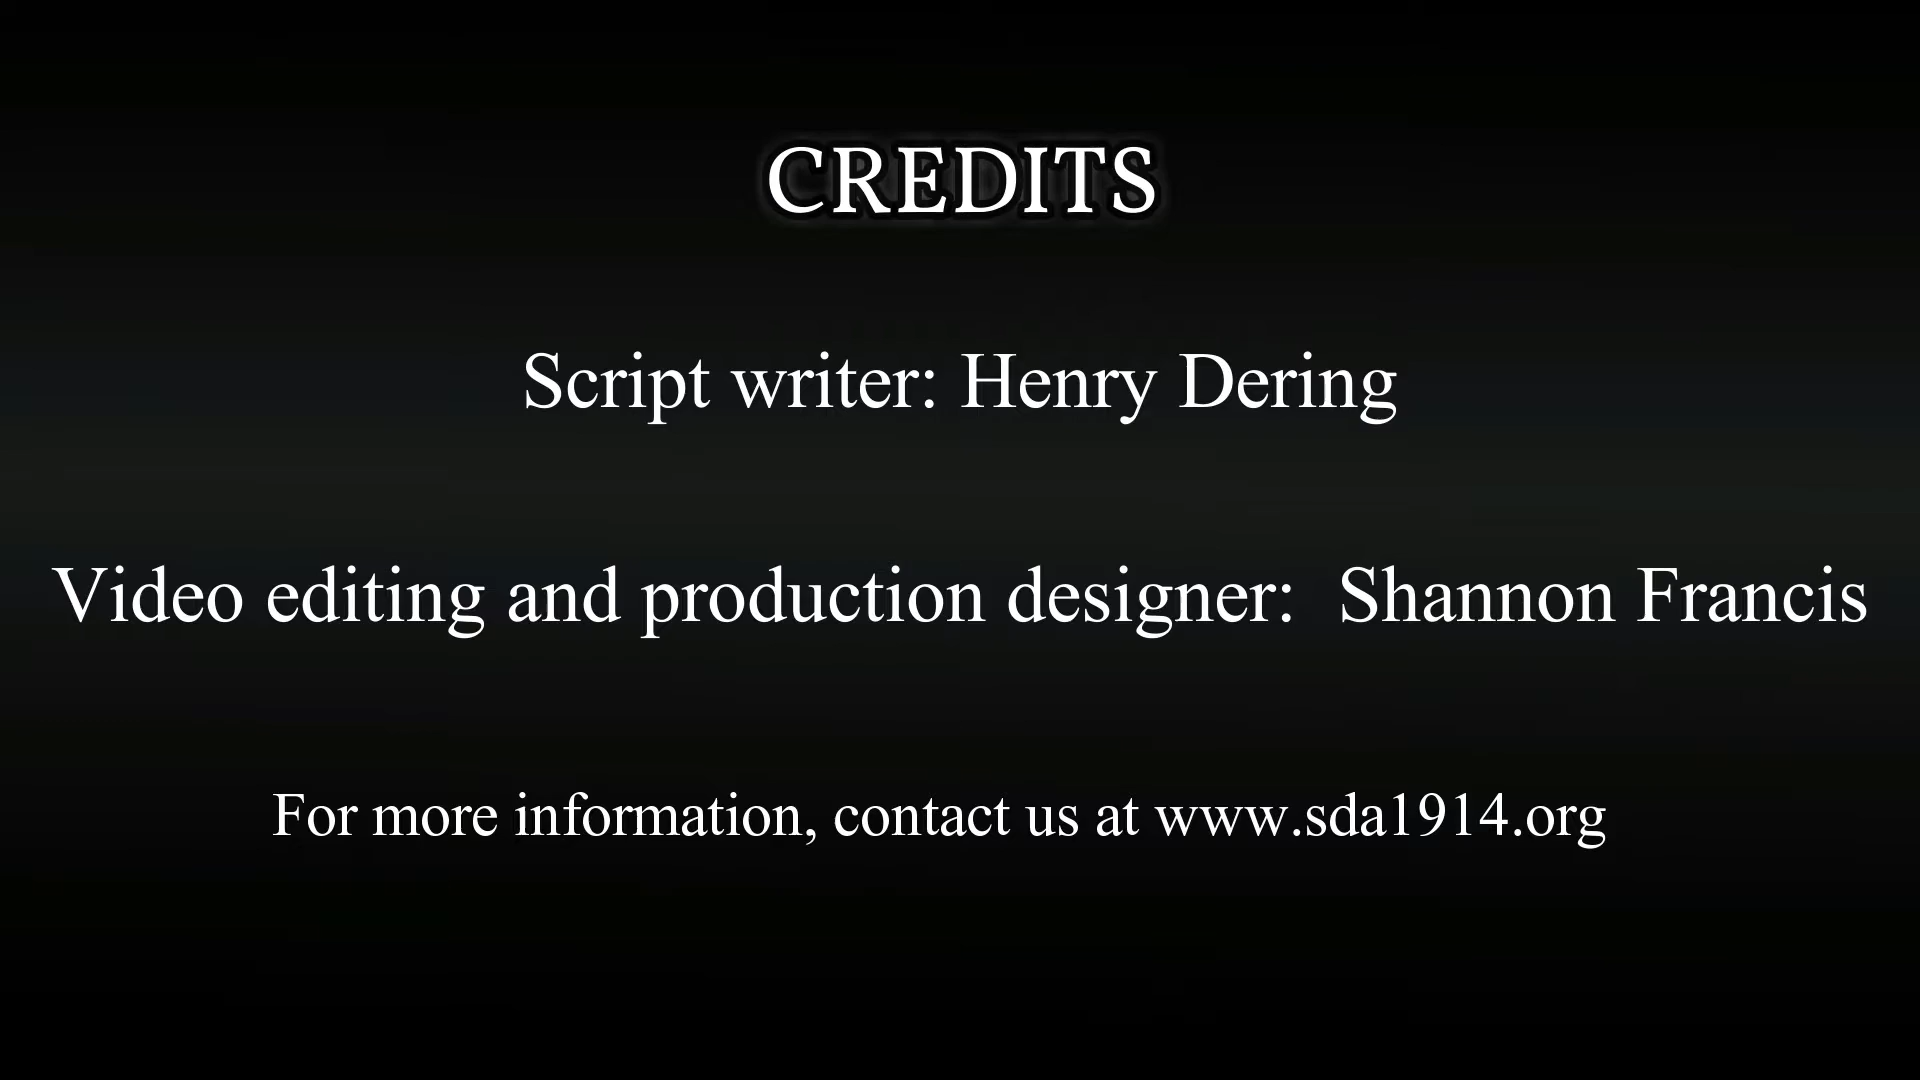 CREDITS
Script writer: Henry Dering
Video editing and production designer:  Shannon Francis
For more information, contact us at www.sda1914.org